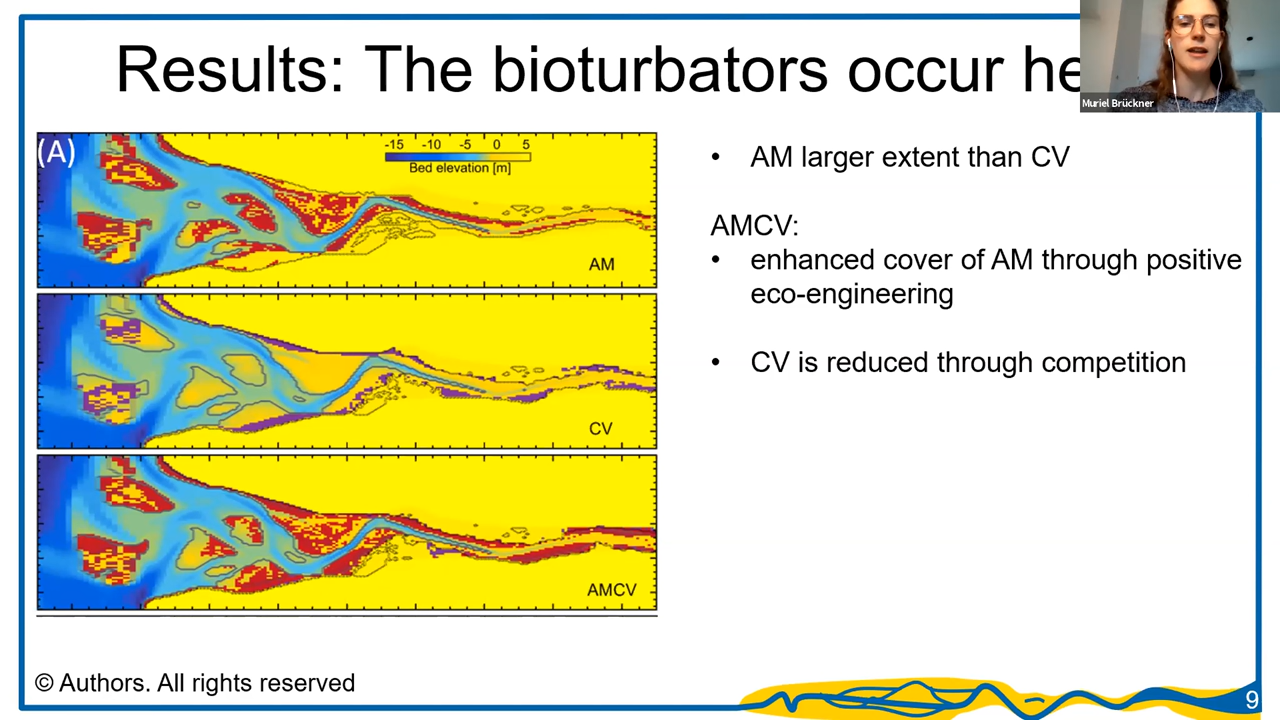 Results: The bioturbators occur he
Muriel Brückner
(A)
-15 -10 -5 0 5
Bed elevation [m]
AM
CV
AMCV
• AM larger extent than CV
AMCV:
• enhanced cover of AM through positive
eco-engineering
• CV is reduced through competition
© Authors. All rights reserved
9